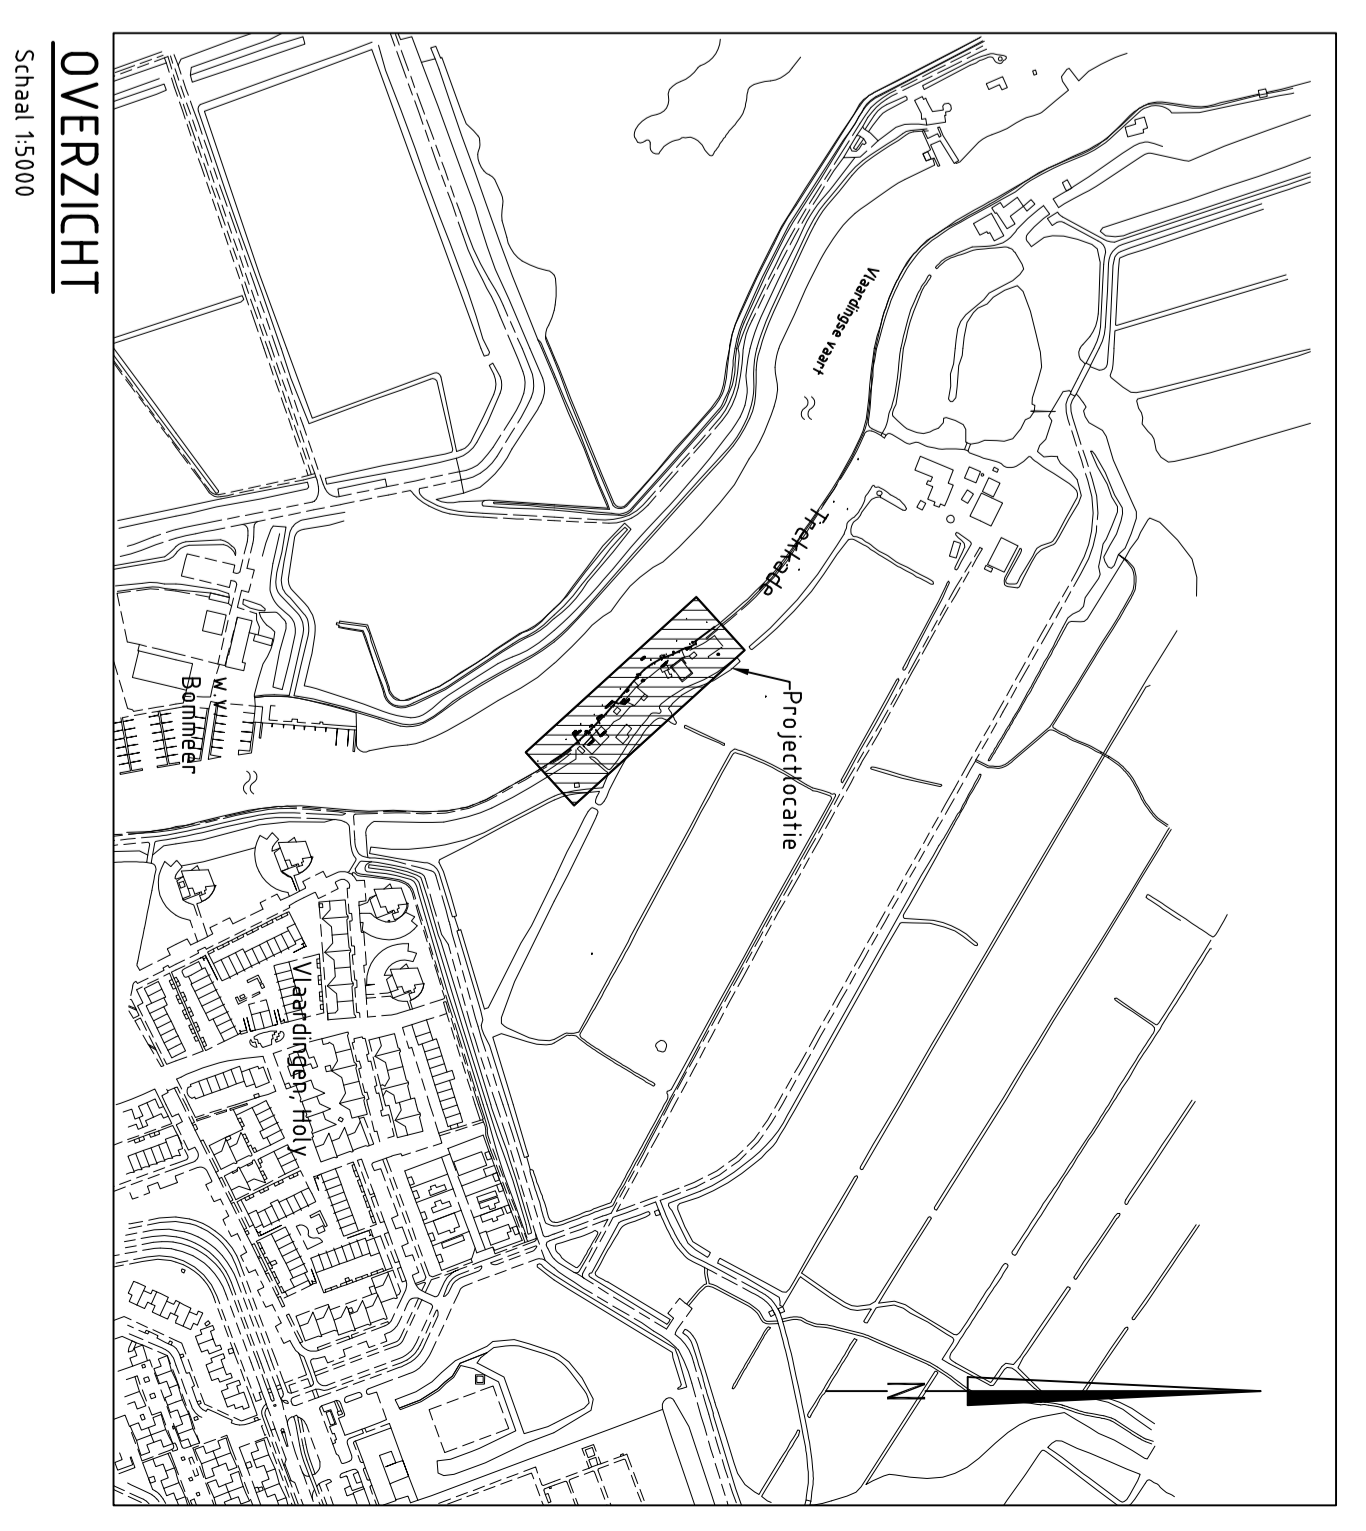 OVERZICHT
Schaal 1:5000
Vlaardingse vaart
Trekkade
Projectlocatie
W.V.
Bommeer
Vlaardingen, Holy
N